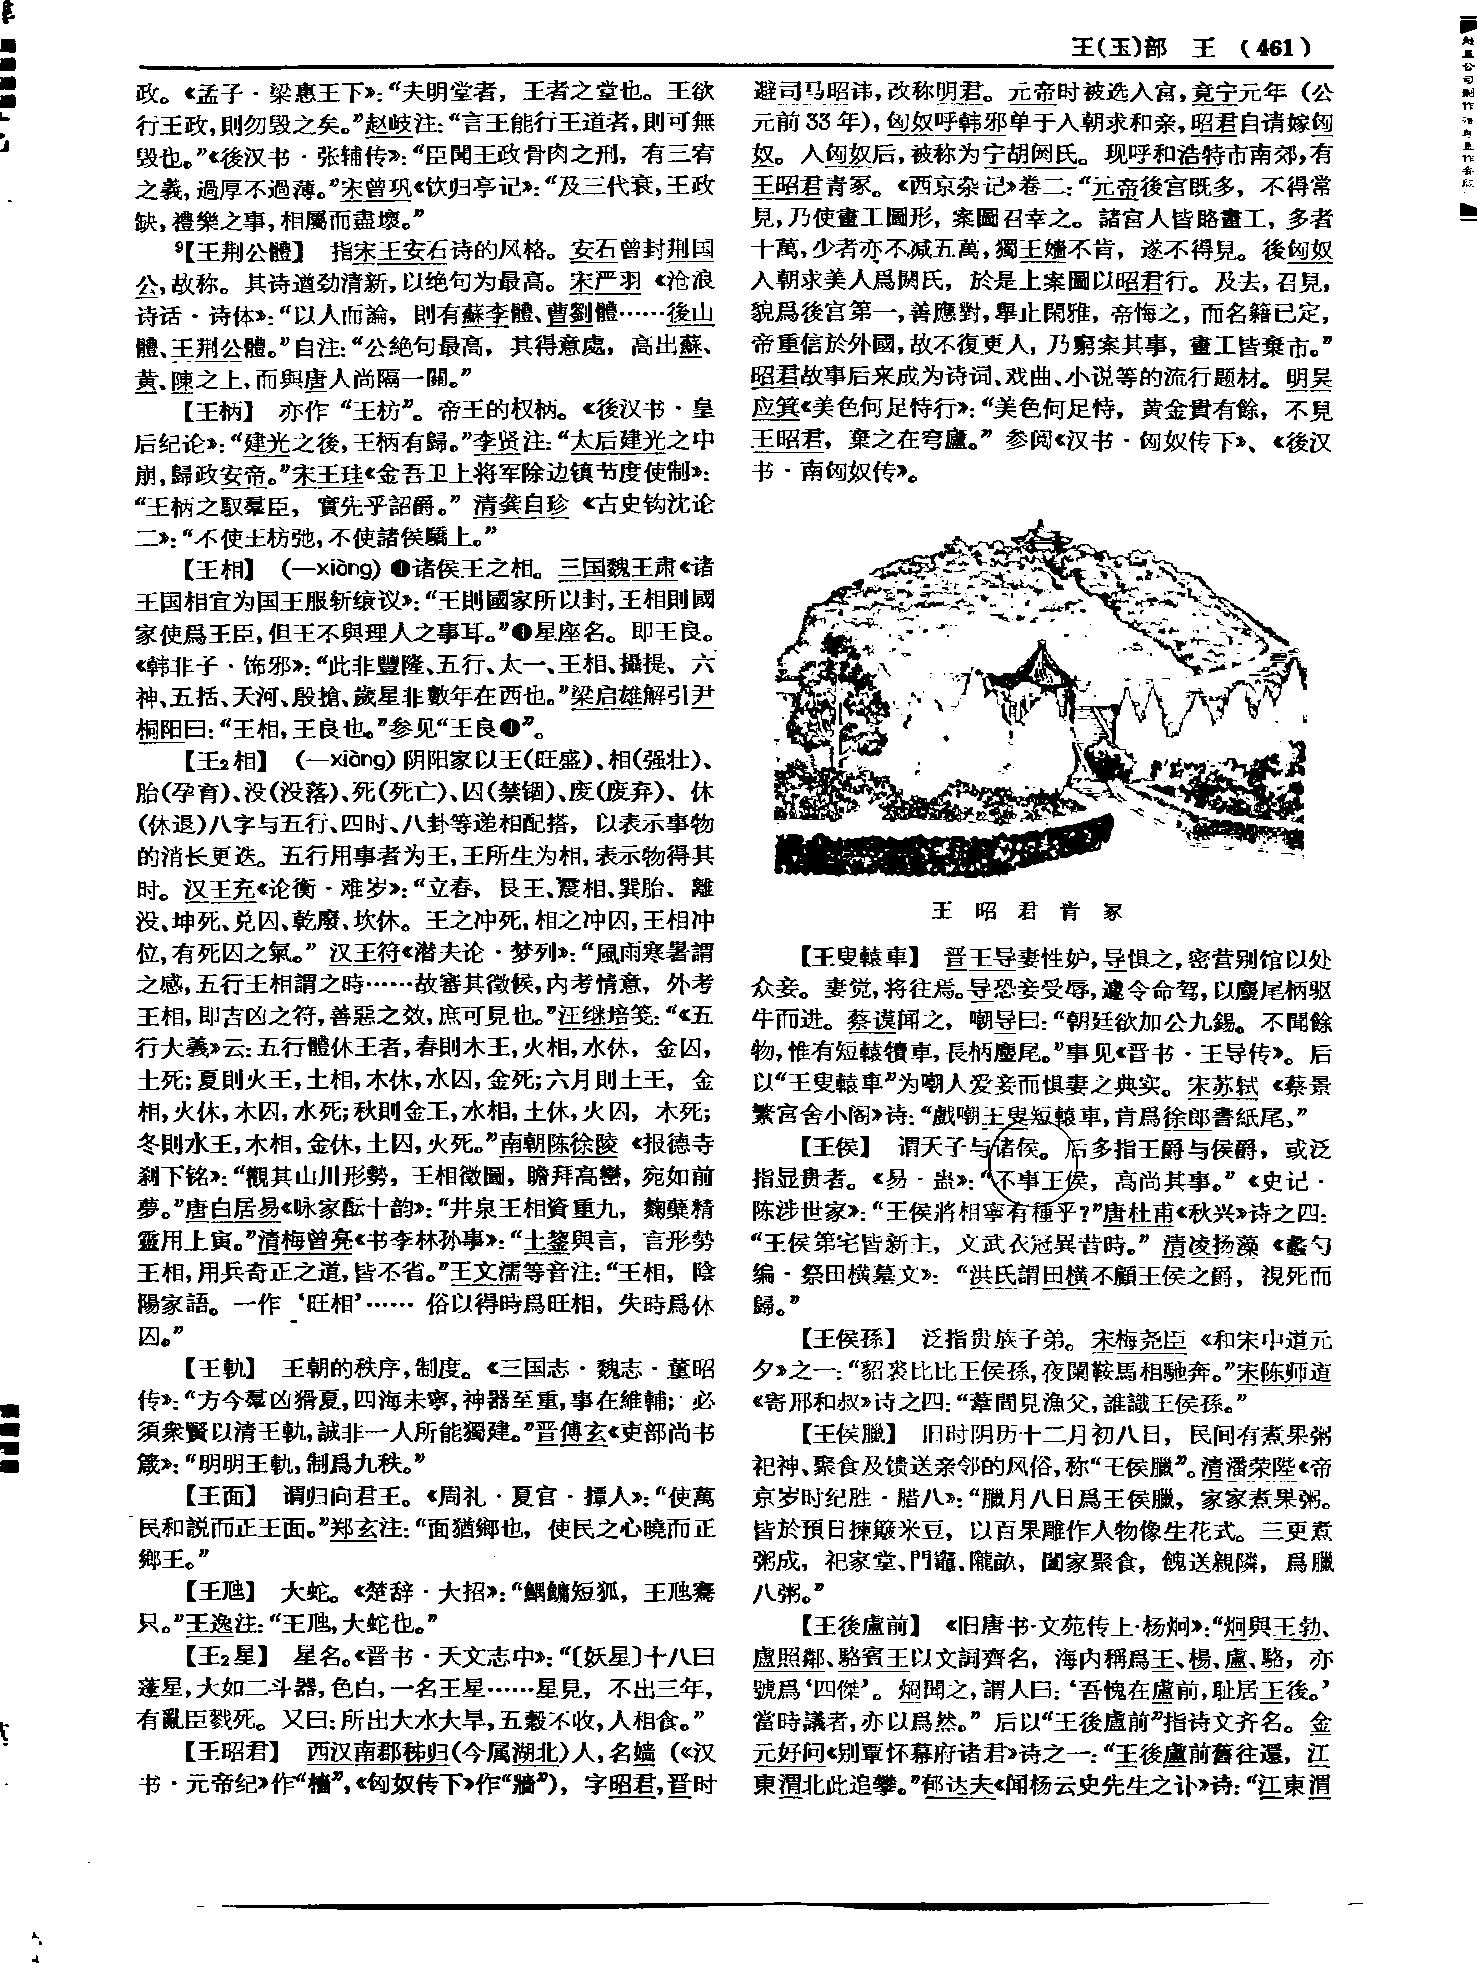 王(玉)部　王　(461)
政。《孟子·梁惠王下》：“夫明堂者，王者之堂也。王欲
行王政，則勿毀之矣。”赵岐注：“言王能行王道者，則可無
毀也。”《後汉书·张辅传》：“臣聞王政骨肉之刑，有三宥
之義，過厚不過薄。”宋曾巩《饮归亭记》：“及三代衰，王政
缺，禮樂之事，相屬而盡壞。”
⁹【王荆公體】　指宋王安石诗的风格。安石曾封荆国
公，故称。其诗遒劲清新，以绝句为最高。宋严羽《沧浪
诗话·诗体》：“以人而論，則有蘇李體、曹劉體……後山
體、王荆公體。”自注：“公絶句最高，其得意處，高出蘇、
黄、陳之上，而與唐人尚隔一關。”
【王柄】　亦作“王枋”。帝王的权柄。《後汉书·皇
后纪论》：“建光之後，王柄有歸。”李贤注：“太后建光之中
崩，歸政安帝。”宋王珪《金吾卫上将军除边镇节度使制》：
“王柄之馭羣臣，實先乎詔爵。”清龚自珍《古史钩沈论
二》：“不使王枋弛，不使諸侯驕上。”
【王相】　(—xiàng) ❶诸侯王之相。三国魏王肃《诸
王国相宜为国王服斩缞议》：“王則國家所以封，王相則國
家使爲王臣，但王不與理人之事耳。”❶星座名。即王良。
《韩非子·饰邪》：“此非豐隆、五行、太一、王相、攝提、六
神、五括、天河、殷搶、歲星非數年在西也。”梁启雄解引尹
桐阳曰：“王相，王良也。”参见“王良❶”。
【王₂相】　(—xiàng) 阴阳家以王(旺盛)、相(强壮)、
胎(孕育)、没(没落)、死(死亡)、囚(禁锢)、废(废弃)、休
(休退)八字与五行、四时、八卦等递相配搭，以表示事物
的消长更迭。五行用事者为王，王所生为相，表示物得其
时。汉王充《论衡·难岁》：“立春，艮王、震相、巽胎、離
没、坤死、兑囚、乾廢、坎休。王之冲死，相之冲囚，王相冲
位，有死囚之氣。”汉王符《潜夫论·梦列》：“風雨寒暑謂
之感，五行王相謂之時……故審其徵候，内考情意，外考
王相，即吉凶之符，善惡之效，庶可見也。”汪继培笺：“《五
行大義》云：五行體休王者，春則木王，火相，水休，金囚，
土死；夏則火王，土相，木休，水囚，金死；六月則土王，金
相，火休，木囚，水死；秋則金王，水相，土休，火囚，木死；
冬則水王，木相，金休，土囚，火死。”南朝陈徐陵《报德寺
刹下铭》：“觀其山川形勢，王相徵圖，瞻拜高巒，宛如前
夢。”唐白居易《咏家酝十韵》：“井泉王相資重九，麴糵精
靈用上寅。”清梅曾亮《书李林孙事》：“士鋆與言，言形勢
王相，用兵奇正之道，皆不省。”王文濡等音注：“王相，陰
陽家語。一作‘旺相’…… 俗以得時爲旺相，失時爲休
囚。”
【王軌】　王朝的秩序，制度。《三国志·魏志·董昭
传》：“方今羣凶猾夏，四海未寧，神器至重，事在維輔；必
須衆賢以清王軌，誠非一人所能獨建。”晋傅玄《吏部尚书
箴》：“明明王軌，制爲九秩。”
【王面】　谓归向君王。《周礼·夏官·撢人》：“使萬
民和説而正王面。”郑玄注：“面猶鄉也，使民之心曉而正
鄉王。”
【王虺】　大蛇。《楚辞·大招》：“鰅鱅短狐，王虺騫
只。”王逸注：“王虺，大蛇也。”
【王₂星】　星名。《晋书·天文志中》：“〔妖星〕十八曰
蓬星，大如二斗器，色白，一名王星……星見，不出三年，
有亂臣戮死。又曰：所出大水大旱，五穀不收，人相食。”
【王昭君】　西汉南郡秭归(今属湖北)人，名嬙(《汉
书·元帝纪》作“檣”，《匈奴传下》作“牆”)，字昭君，晋时
避司马昭讳，改称明君。元帝时被选入宫，竟宁元年（公
元前33年），匈奴呼韩邪单于入朝求和亲，昭君自请嫁匈
奴。入匈奴后，被称为宁胡阏氏。现呼和浩特市南郊，有
王昭君青冢。《西京杂记》卷二：“元帝後宫既多，不得常
見，乃使畫工圖形，案圖召幸之。諸宫人皆賂畫工，多者
十萬，少者亦不减五萬，獨王嬙不肯，遂不得見。後匈奴
入朝求美人爲閼氏，於是上案圖以昭君行。及去，召見，
貌爲後宫第一，善應對，舉止閑雅，帝悔之，而名籍已定，
帝重信於外國，故不復更人，乃窮案其事，畫工皆棄市。”
昭君故事后来成为诗词、戏曲、小说等的流行题材。明吴
应箕《美色何足恃行》：“美色何足恃，黄金貴有餘，不見
王昭君，棄之在穹廬。”参阅《汉书·匈奴传下》、《後汉
书·南匈奴传》。
王昭君青冢
【王叟轅車】　晋王导妻性妒，导惧之，密营别馆以处
众妾。妻觉，将往焉。导恐妾受辱，遽令命驾，以麈尾柄驱
牛而进。蔡谟闻之，嘲导曰：“朝廷欲加公九錫。不聞餘
物，惟有短轅犢車，長柄麈尾。”事见《晋书·王导传》。后
以“王叟轅車”为嘲人爱妾而惧妻之典实。宋苏轼《蔡景
繁官舍小阁》诗：“戲嘲王叟短轅車，肯爲徐郎書紙尾，”
【王侯】　谓天子与诸侯。后多指王爵与侯爵，或泛
指显贵者。《易·蛊》：“不事王侯，高尚其事。”《史记·
陈涉世家》：“王侯將相寧有種乎？”唐杜甫《秋兴》诗之四：
“王侯第宅皆新主，文武衣冠異昔時。”清凌扬藻《蠡勺
编·祭田横墓文》：“洪氏謂田横不顧王侯之爵，視死而
歸。”
【王侯孫】　泛指贵族子弟。宋梅尧臣《和宋中道元
夕》之一：“貂裘比比王侯孫，夜闌鞍馬相馳奔。”宋陈师道
《寄邢和叔》诗之四：“葦間見漁父，誰識王侯孫。”
【王侯臘】　旧时阴历十二月初八日，民间有煮果粥
祀神、聚食及馈送亲邻的风俗，称“王侯臘”。清潘荣陛《帝
京岁时纪胜·腊八》：“臘月八日爲王侯臘，家家煮果粥。
皆於預日揀簸米豆，以百果雕作人物像生花式。三更煮
粥成，祀家堂、門竈、隴畝，闔家聚食，餽送親隣，爲臘
八粥。”
【王後盧前】　《旧唐书·文苑传上·杨炯》：“炯與王勃、
盧照鄰、駱賓王以文詞齊名，海内稱爲王、楊、盧、駱，亦
號爲‘四傑’。炯聞之，謂人曰：‘吾愧在盧前，耻居王後。’
當時議者，亦以爲然。”后以“王後盧前”指诗文齐名。金
元好问《别覃怀幕府诸君》诗之一：“王後盧前舊往還，江
東渭北此追攀。”郁达夫《闻杨云史先生之讣》诗：“江東渭